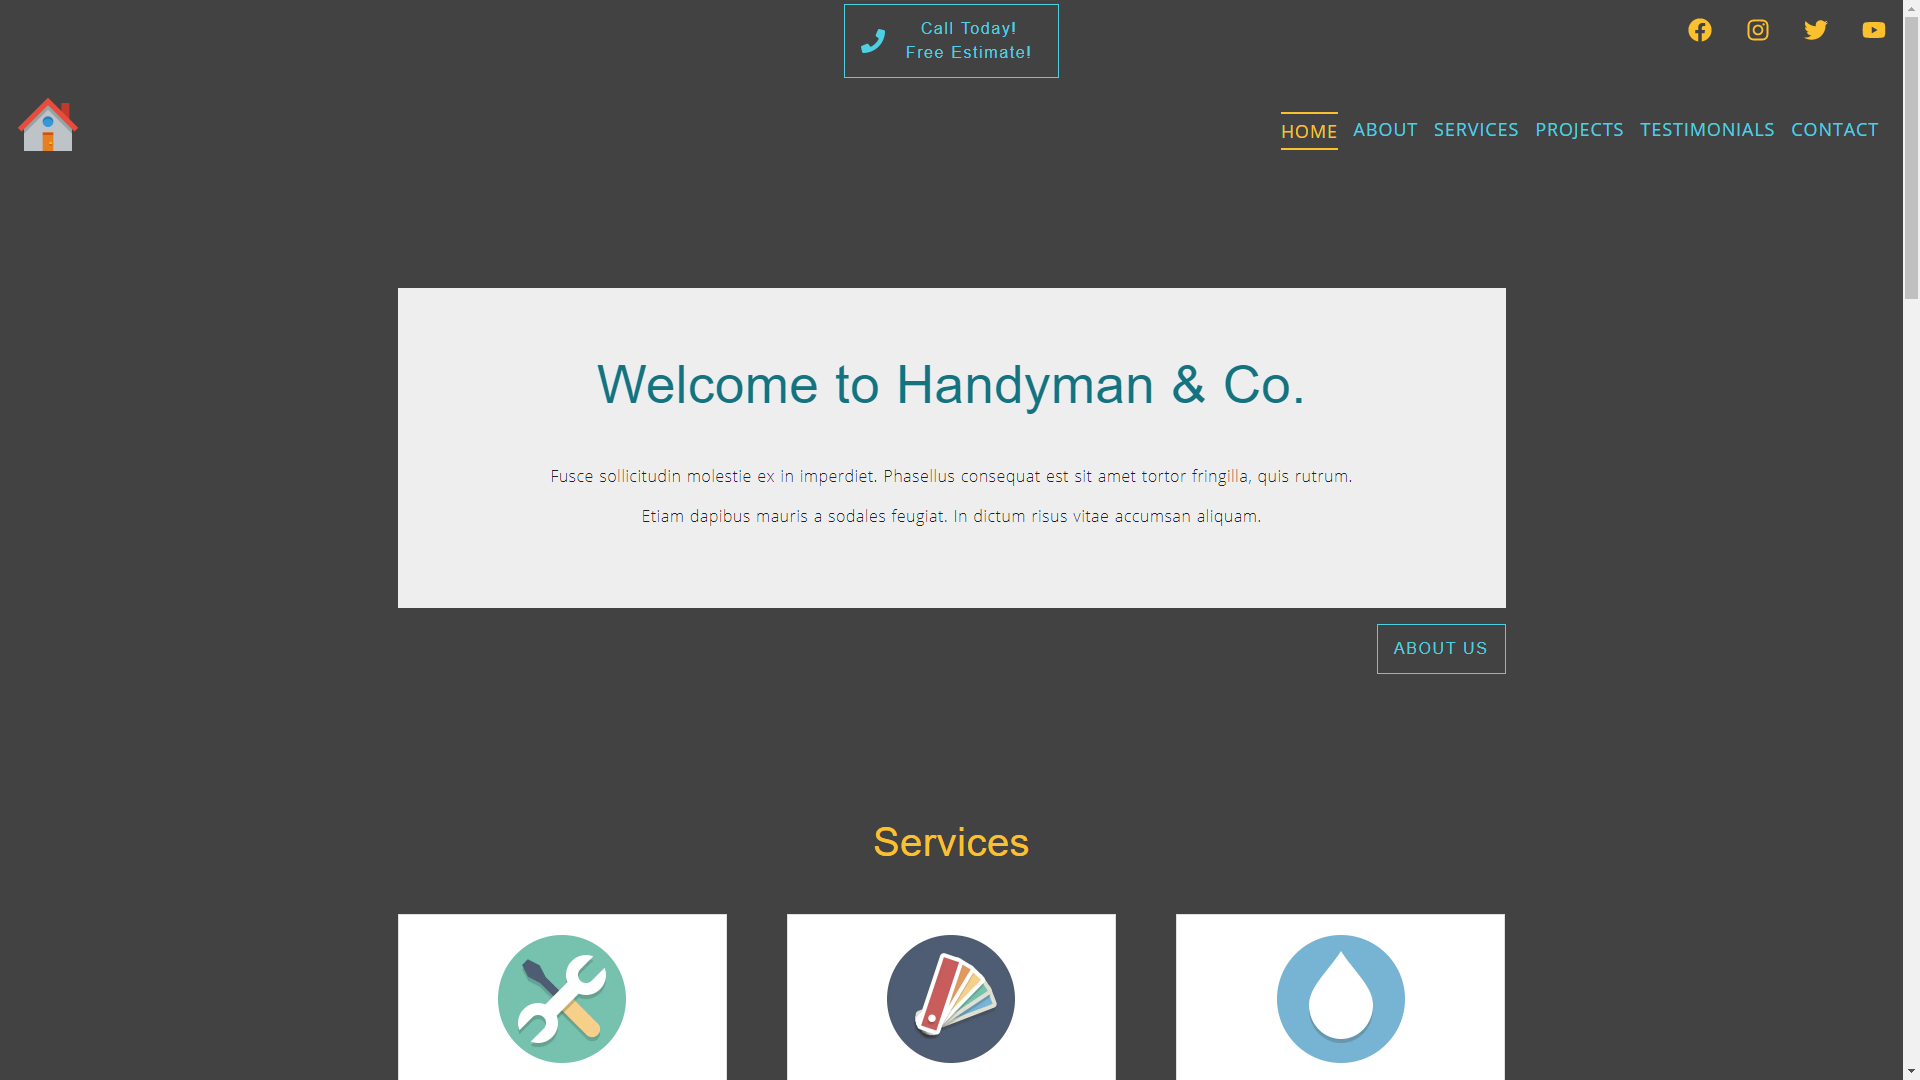 Call Today!
Free Estimate!
HOME ABOUT SERVICES PROJECTS TESTIMONIALS CONTACT
Welcome to Handyman & Co.
Fusce sollicitudin molestie ex in imperdiet. Phasellus consequat est sit amet tortor fringilla, quis rutrum.
Etiam dapibus mauris a sodales feugiat. In dictum risus vitae accumsan aliquam.
ABOUT US
Services